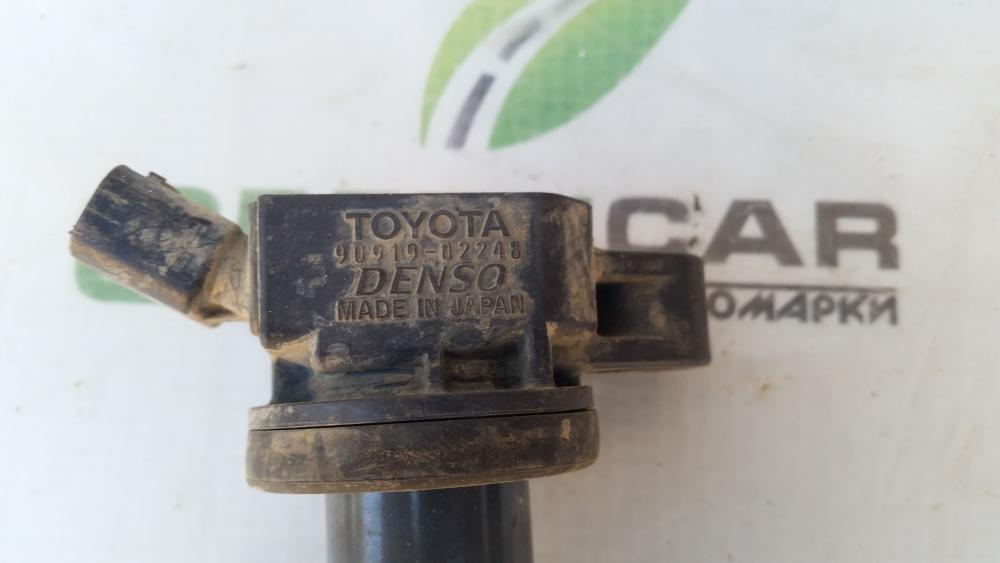 TOYOTA
90919-02248
DENSO
MADE IN JAPAN
CAR
ОМАРКИ